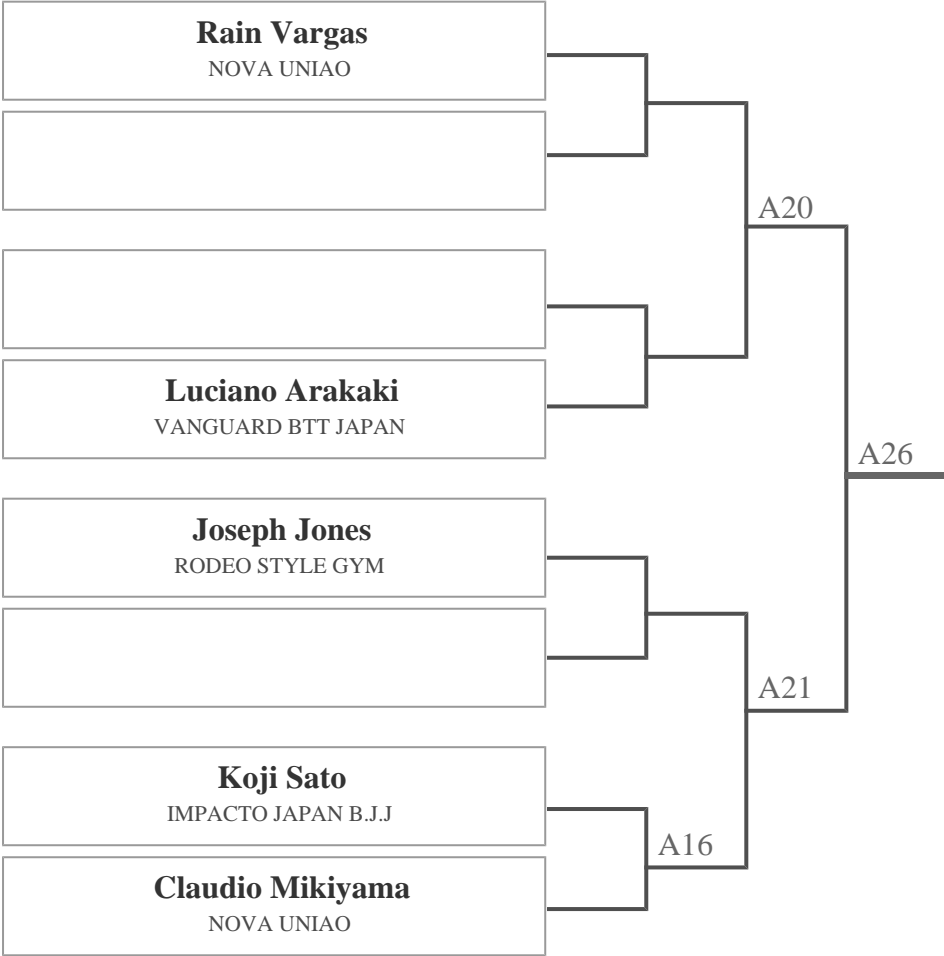 Rain Vargas
NOVA UNIAO
A20
Luciano Arakaki
VANGUARD BTT JAPAN
A26
Joseph Jones
RODEO STYLE GYM
A21
Koji Sato
IMPACTO JAPAN B.J.J
A16
Claudio Mikiyama
NOVA UNIAO